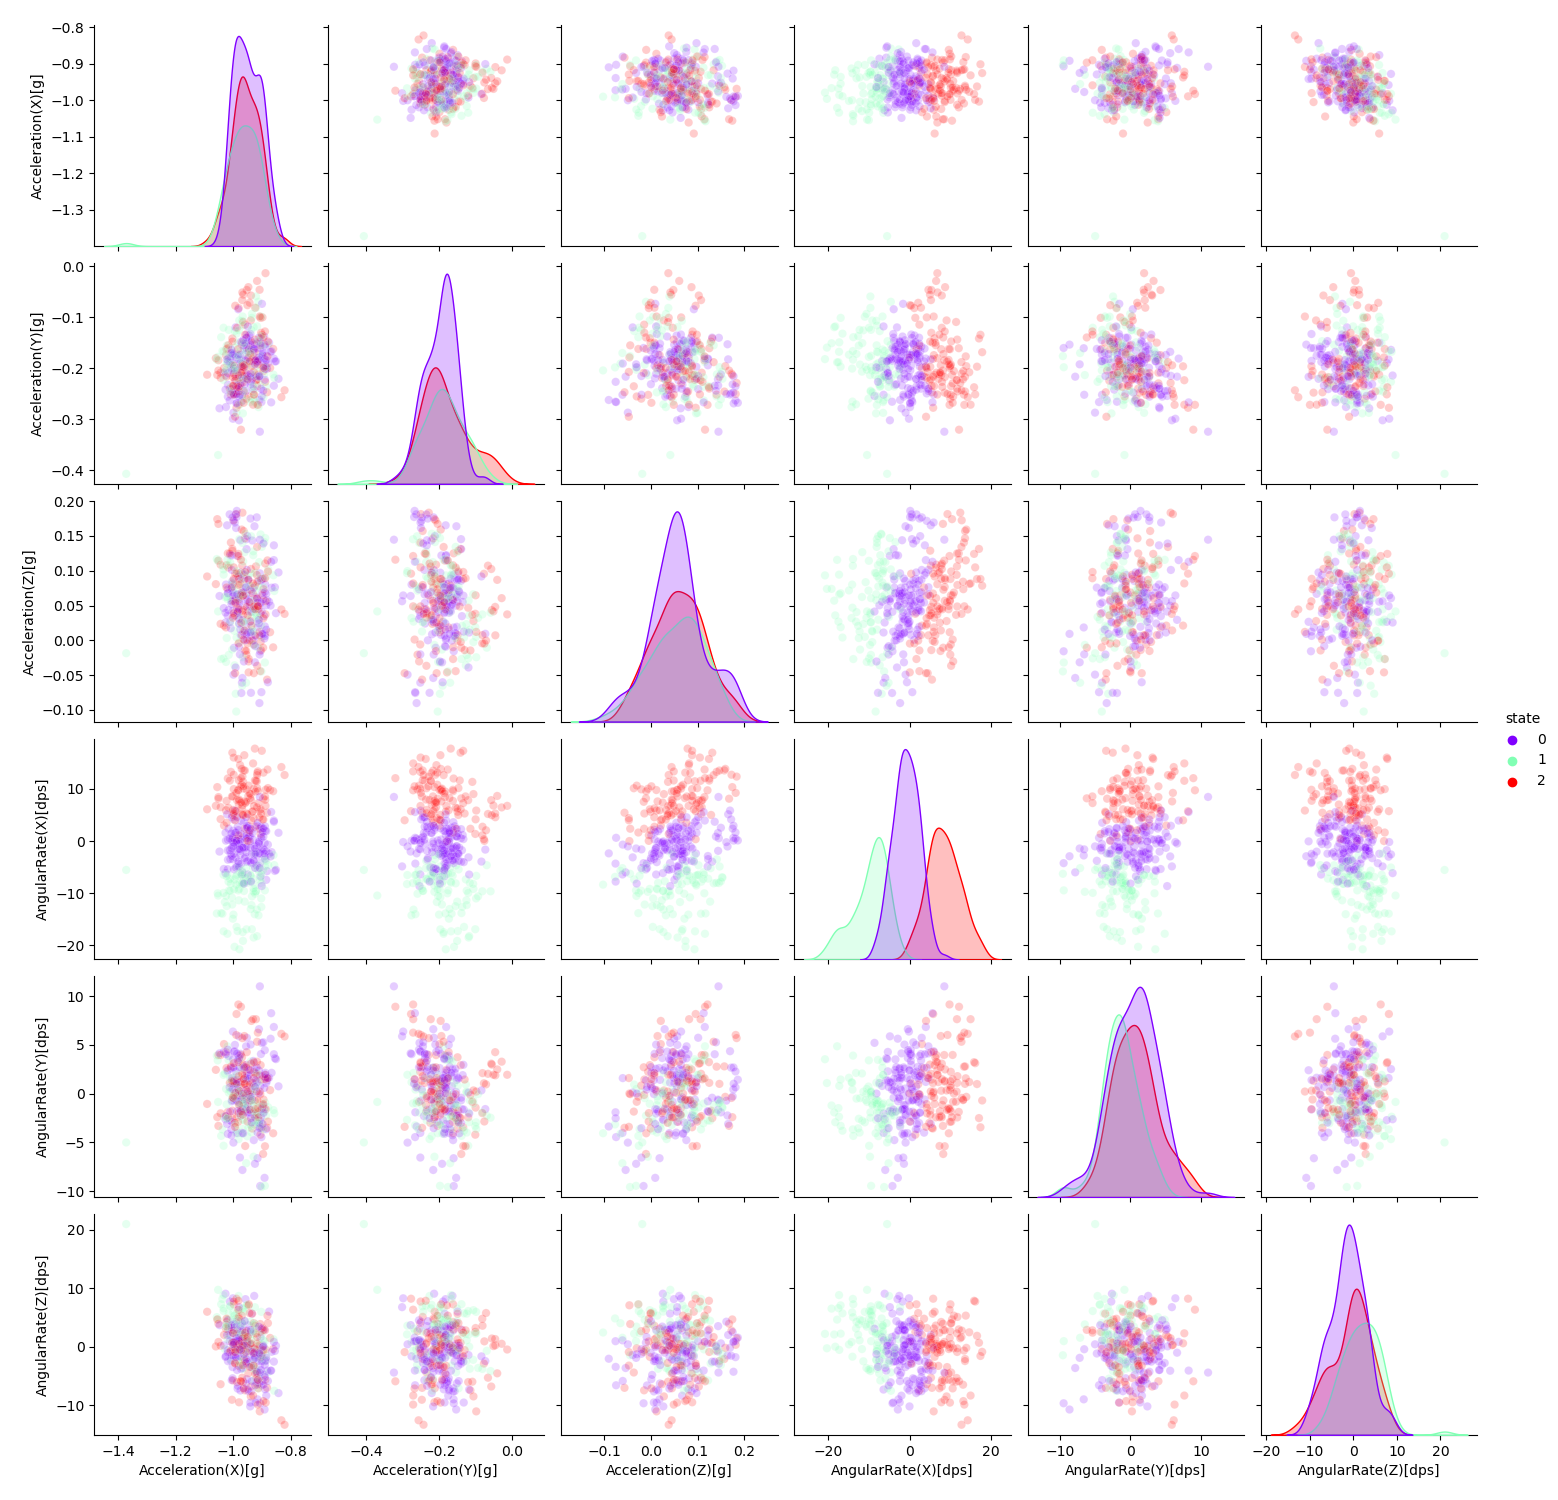 −0.8
−0.9
−1.0
−1.1
−1.2
−1.3
Acceleration(X)[g]
0.0
−0.1
−0.2
−0.3
−0.4
Acceleration(Y)[g]
0.20
0.15
0.10
0.05
0.00
−0.05
−0.10
Acceleration(Z)[g]
10
0
−10
−20
AngularRate(X)[dps]
10
5
0
−5
−10
AngularRate(Y)[dps]
20
10
0
−10
AngularRate(Z)[dps]
−1.4 −1.2 −1.0 −0.8
Acceleration(X)[g]
−0.4 −0.2 0.0
Acceleration(Y)[g]
−0.1 0.0 0.1 0.2
Acceleration(Z)[g]
−20 0 20
AngularRate(X)[dps]
−10 0 10
AngularRate(Y)[dps]
−20 −10 0 10 20
AngularRate(Z)[dps]
state
0
1
2